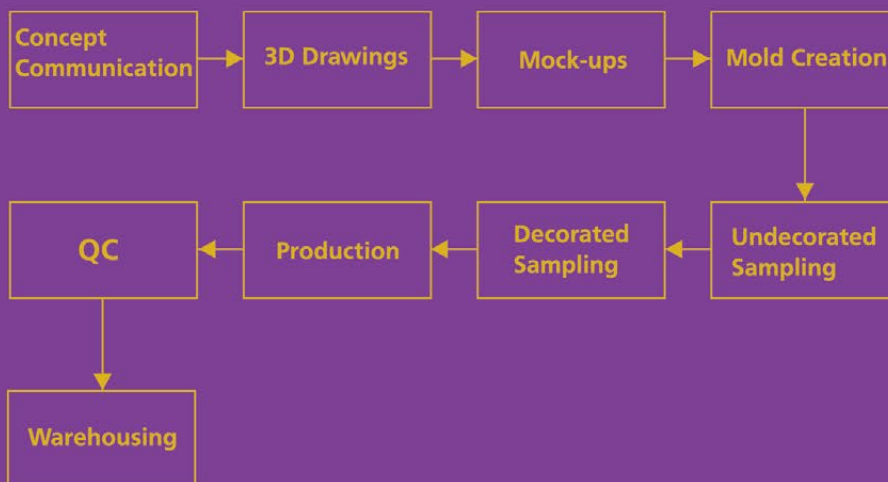 Concept
Communication
3D Drawings
Mock-ups
Mold Creation
Undecorated
Sampling
Decorated
Sampling
Production
QC
Warehousing